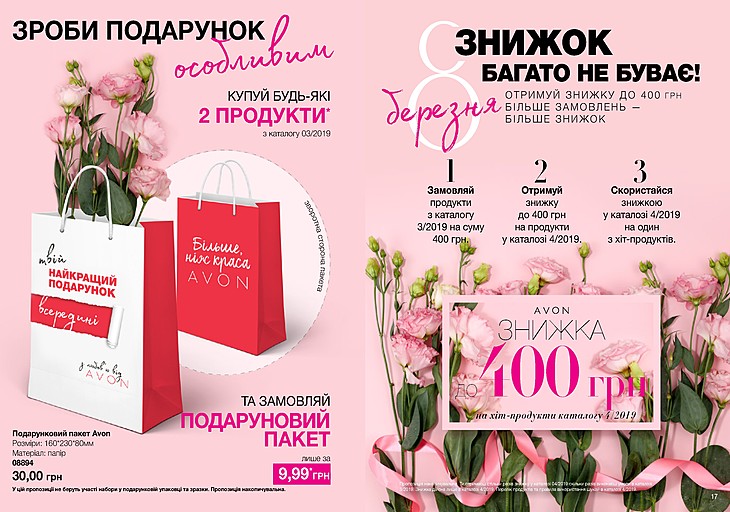 ЗРОБИ ПОДАРУНОК
особливим
КУПУЙ БУДЬ-ЯКІ
2 ПРОДУКТИ*
з каталогу 03/2019
зворотна сторона пакета
Більше,
ніж краса
AVON
твій
НАЙКРАЩИЙ
ПОДАРУНОК
всередині
з любов'ю від
AVON
ТА ЗАМОВЛЯЙ
ПОДАРУНОВИЙ
ПАКЕТ
лише за
9,99*ГРН
Подарунковий пакет Avon
Розміри: 160*230*80мм
Матеріал: папір
08894
30,00 грн
У цій пропозиції не беруть участі набори у подарунковій упаковці та зразки. Пропозиція накопичувальна.
8
ЗНИЖОК
БАГАТО НЕ БУВАЄ!
березня
ОТРИМУЙ ЗНИЖКУ ДО 400 ГРН
БІЛЬШЕ ЗАМОВЛЕНЬ —
БІЛЬШЕ ЗНИЖОК
1
Замовляй
продукти
з каталогу
3/2019 на суму
400 грн.
2
Отримуй
знижку
до 400 грн
на продукти
у каталозі 4/2019.
3
Скористайся
знижкою
у каталозі 4/2019
на один
з хіт-продуктів.
AVON
ЗНИЖКА
ДО 400 грн
на хіт-продукти каталогу 4/2019
17